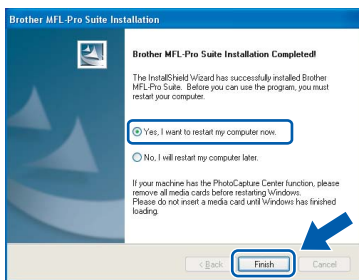 Brother MFL-Pro Suite Installation
Brother MFL-Pro Suite Installation Completed!
The InstallShield Wizard has successfully installed Brother
MFL-Pro Suite. Before you can use the program, you must
restart your computer.
Yes, I want to restart my computer now.
No, I will restart my computer later.
If your machine has the PhotoCapture Center function, please
remove all media cards before restarting Windows.
Please do not insert a media card until Windows has finished
loading.
< Back Finish Cancel